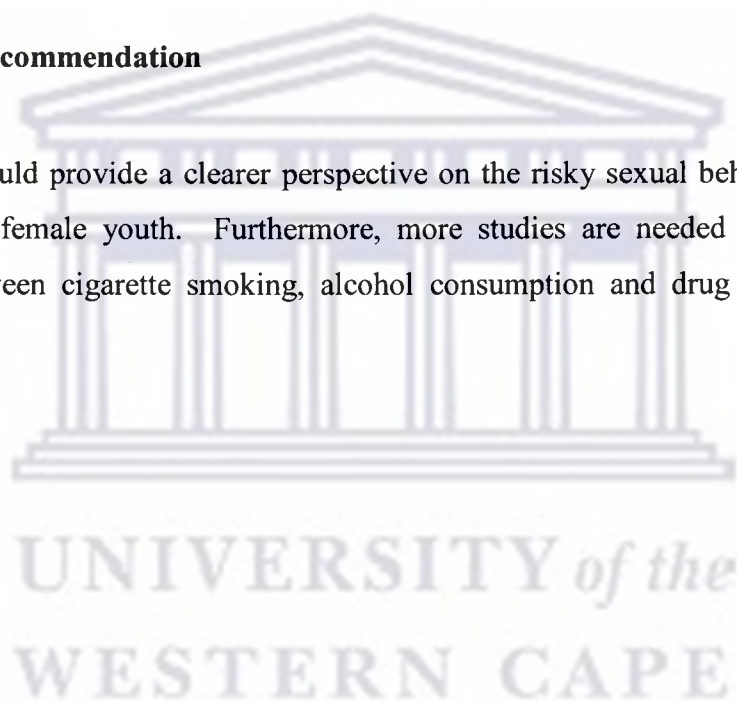 commendation
uld provide a clearer perspective on the risky sexual beh
female youth. Furthermore, more studies are needed
een cigarette smoking, alcohol consumption and drug
UNIVERSITY of the
WESTERN CAPE